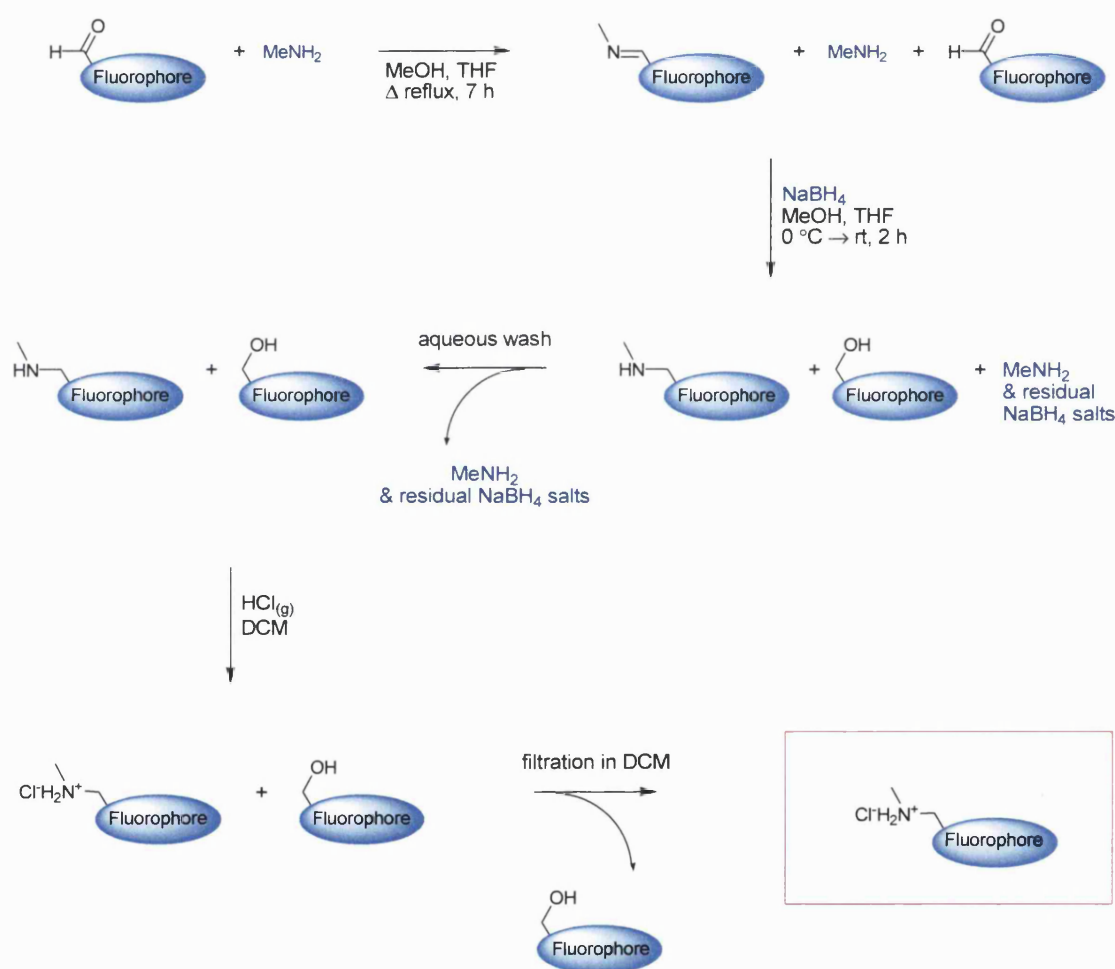 H
O
Fluorophore
+
MeNH₂
MeOH, THF
Δ reflux, 7 h
N
Fluorophore
+
MeNH₂
+
H
O
Fluorophore
NaBH₄
MeOH, THF
0 °C → rt, 2 h
HN
Fluorophore
+
OH
Fluorophore
aqueous wash
MeNH₂
& residual NaBH₄ salts
HN
Fluorophore
+
OH
Fluorophore
+
MeNH₂
& residual
NaBH₄ salts
HCl(g)
DCM
Cl⁻H₂N⁺
Fluorophore
+
OH
Fluorophore
filtration in DCM
OH
Fluorophore
Cl⁻H₂N⁺
Fluorophore